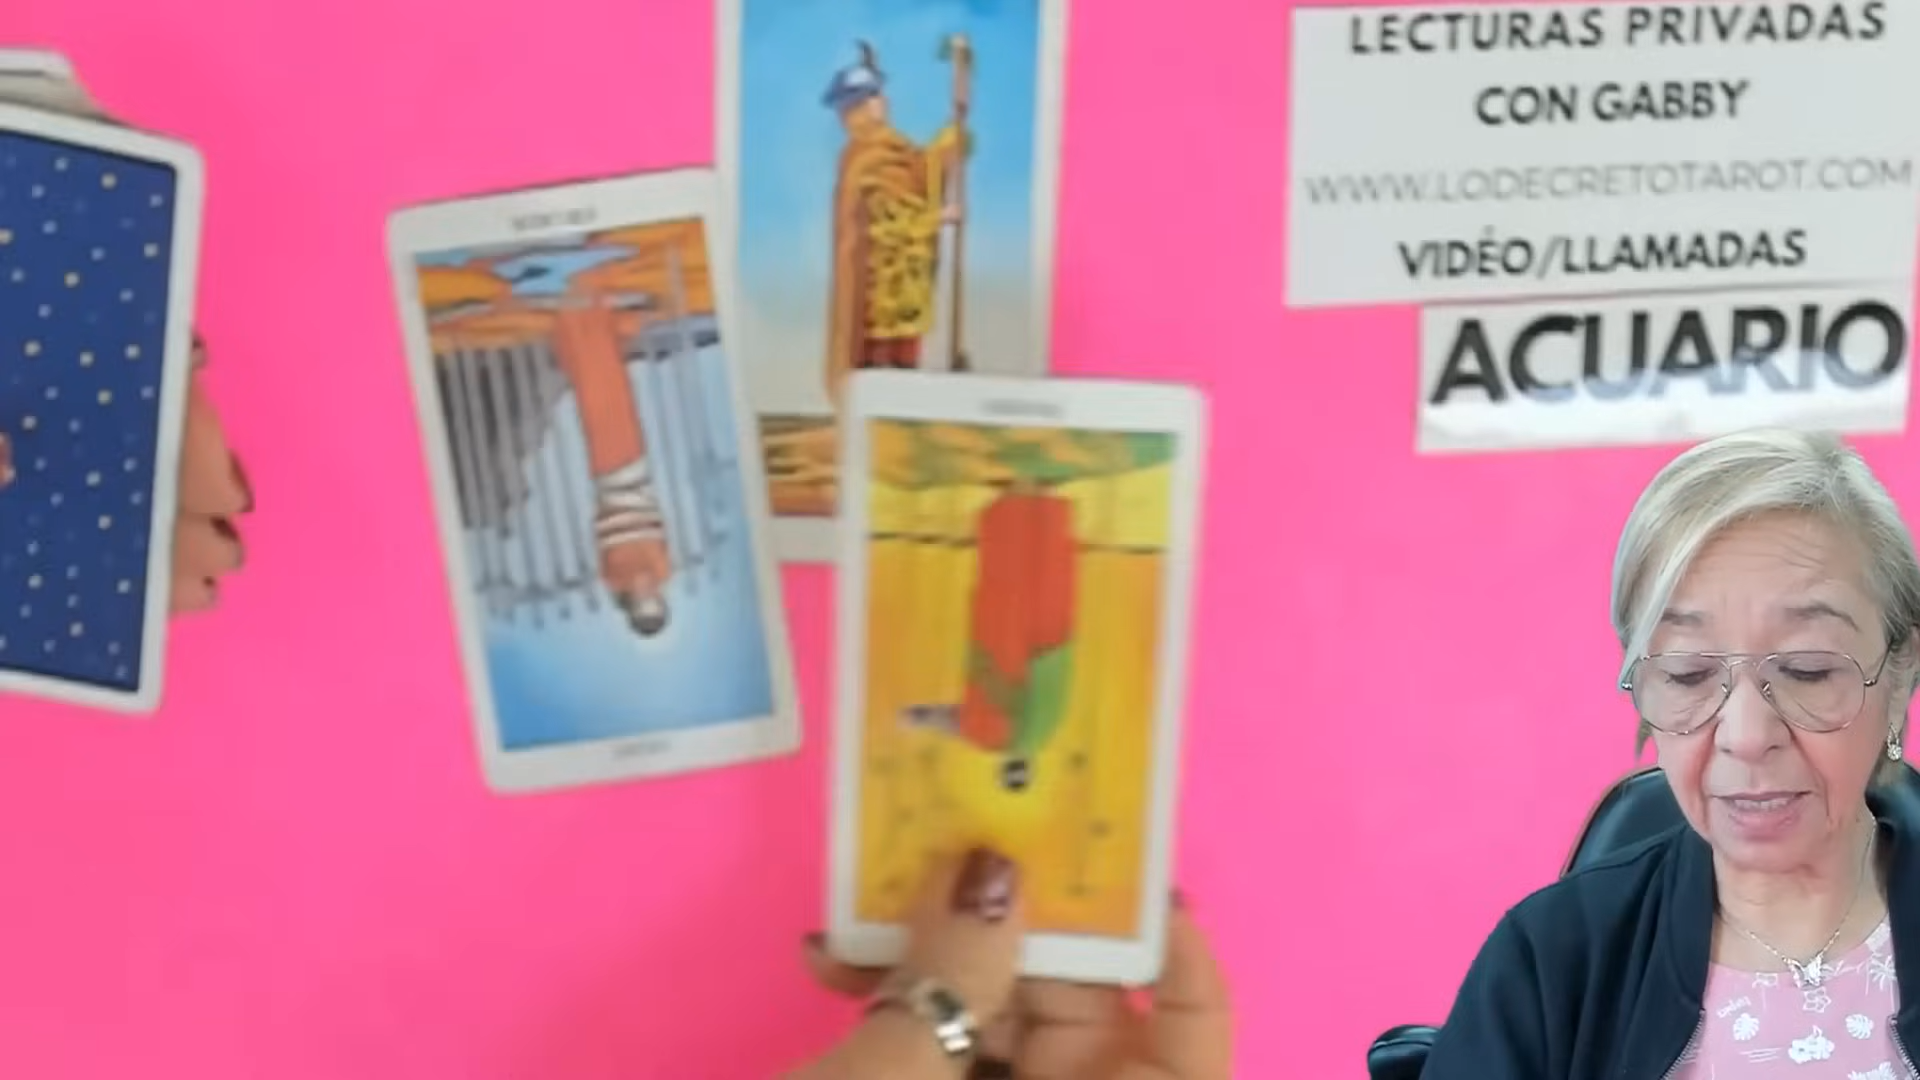 LECTURAS PRIVADAS
CON GABBY
WWW.LODECRETOTAROT.COM
VIDÉO/LLAMADAS
ACUARIO